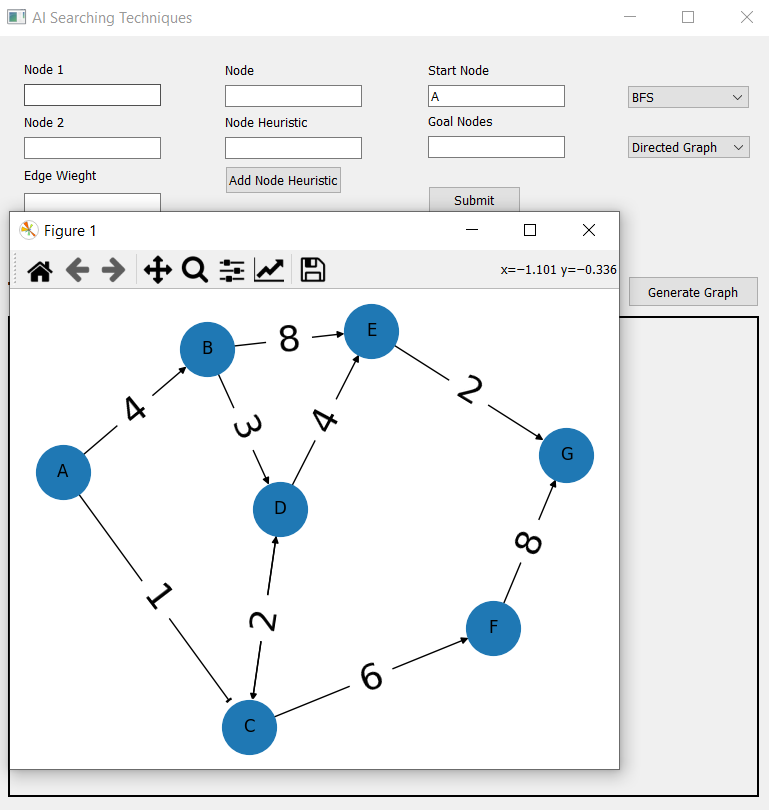 AI Searching Techniques
Node 1
Node
Start Node
A
BFS
Node 2
Node Heuristic
Goal Nodes
Directed Graph
Edge Wieght
Add Node Heuristic
Submit
Figure 1
x=−1.101 y=−0.336
Generate Graph
B
8
E
4
3
4
2
A
G
D
8
1
2
F
6
C